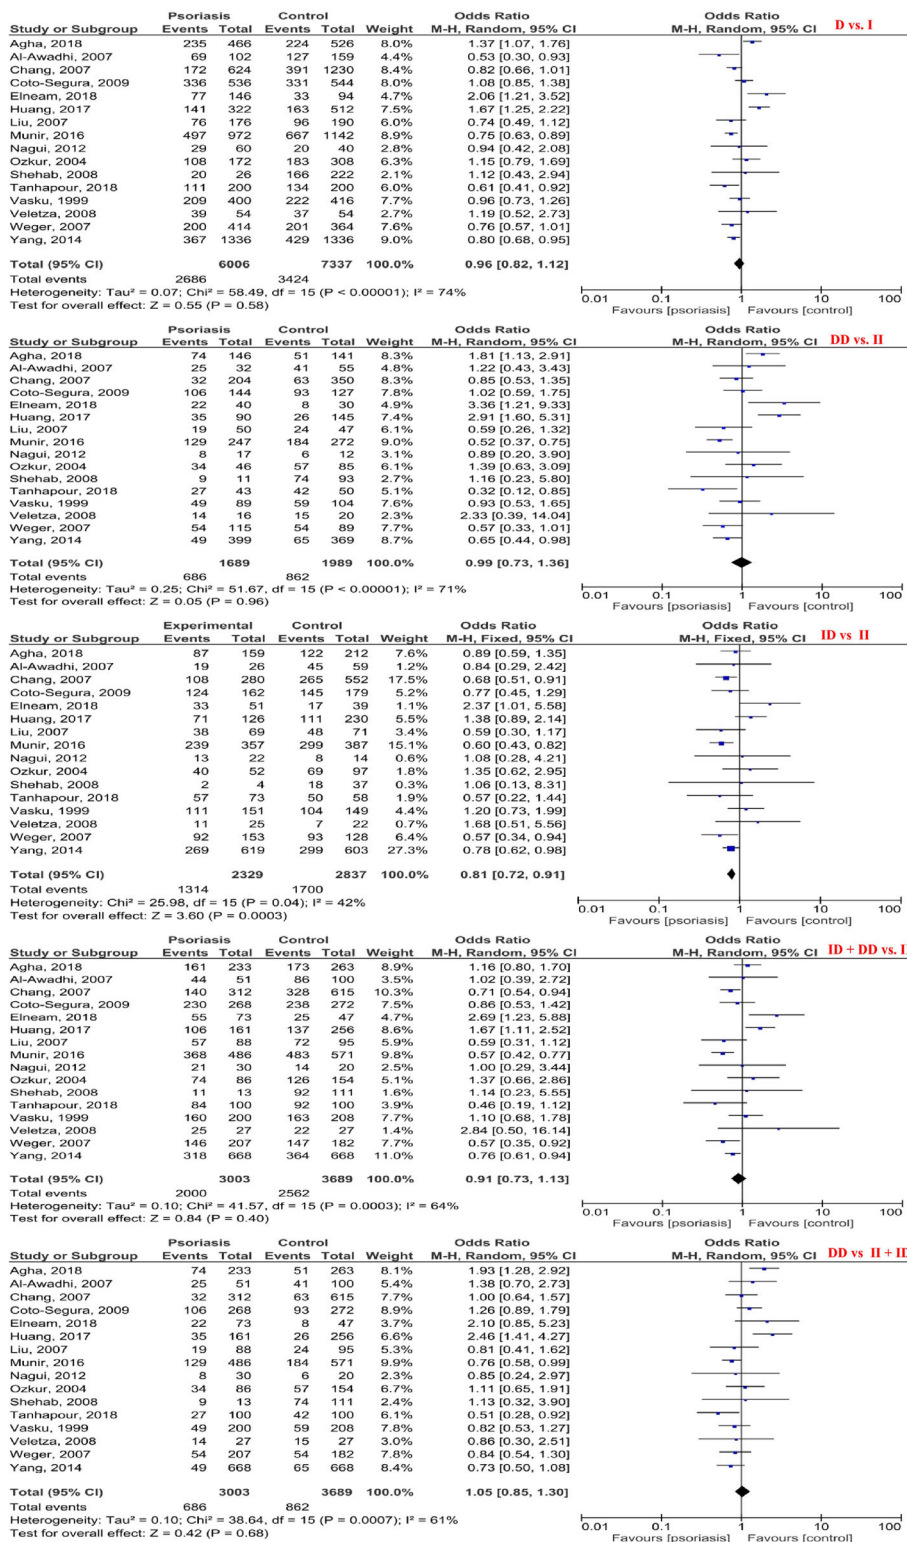 Psoriasis Control Odds Ratio Odds Ratio
Study or Subgroup Events Total Events Total Weight M-H, Random, 95% CI M-H, Random, 95% CI D vs. I
Agha, 2018 235 466 224 526 8.0% 1.37 [1.07, 1.76]
Al-Awadhi, 2007 69 102 127 159 4.4% 0.53 [0.30, 0.93]
Chang, 2007 172 624 391 1230 8.6% 0.82 [0.66, 1.01]
Coto-Segura, 2009 336 536 331 544 8.1% 1.08 [0.85, 1.38]
Elneam, 2018 77 146 33 94 4.7% 2.06 [1.21, 3.52]
Huang, 2017 141 322 163 512 7.4% 1.67 [1.25, 2.22]
Liu, 2007 76 176 96 190 5.8% 0.74 [0.49, 1.12]
Munir, 2016 497 972 667 1142 9.1% 0.75 [0.63, 0.89]
Nagui, 2012 29 60 20 40 2.8% 0.94 [0.42, 2.08]
Ozkur, 2004 108 172 183 308 6.2% 1.15 [0.79, 1.69]
Shehab, 2008 20 26 166 222 2.1% 1.12 [0.43, 2.94]
Tanhapour, 2018 111 200 134 200 6.0% 0.61 [0.41, 0.92]
Vasku, 1999 209 400 222 416 7.6% 0.96 [0.73, 1.26]
Veletza, 2008 39 54 37 54 2.6% 1.19 [0.52, 2.73]
Weger, 2007 200 414 201 364 7.4% 0.76 [0.57, 1.01]
Yang, 2014 367 1336 429 1336 9.0% 0.80 [0.68, 0.95]
Total (95% CI) 6006 7337 100.0% 0.96 [0.82, 1.12]
Total events 2686 3424
Heterogeneity: Tau² = 0.07; Chi² = 58.49, df = 15 (P < 0.00001); I² = 74%
Test for overall effect: Z = 0.55 (P = 0.58)
0.01 0.1 1 10 100
Favours [psoriasis] Favours [control]
Psoriasis Control Odds Ratio Odds Ratio
Study or Subgroup Events Total Events Total Weight M-H, Random, 95% CI M-H, Random, 95% CI DD vs. II
Agha, 2018 74 146 51 141 8.3% 1.81 [1.13, 2.91]
Al-Awadhi, 2007 25 32 41 55 4.8% 1.22 [0.43, 3.43]
Chang, 2007 32 204 63 350 8.4% 0.85 [0.53, 1.35]
Coto-Segura, 2009 106 144 93 127 7.8% 1.02 [0.59, 1.75]
Elneam, 2018 22 40 8 30 4.9% 3.36 [1.21, 9.33]
Huang, 2017 35 90 26 145 7.4% 2.91 [1.60, 5.31]
Liu, 2007 19 50 24 47 6.0% 0.59 [0.26, 1.32]
Munir, 2016 129 247 184 272 9.3% 0.52 [0.37, 0.75]
Nagui, 2012 8 17 6 12 3.0% 0.89 [0.20, 3.90]
Ozkur, 2004 34 46 57 85 6.2% 1.39 [0.63, 3.09]
Shehab, 2008 9 11 74 93 2.7% 1.16 [0.23, 5.80]
Tanhapour, 2018 27 43 42 50 5.1% 0.32 [0.12, 0.85]
Vasku, 1999 49 89 59 104 7.7% 0.93 [0.53, 1.65]
Veletza, 2008 14 16 15 20 2.3% 2.33 [0.39, 14.04]
Weger, 2007 54 115 54 89 7.7% 0.57 [0.33, 1.01]
Yang, 2014 49 399 65 369 8.7% 0.65 [0.44, 0.98]
Total (95% CI) 1689 1989 100.0% 0.99 [0.73, 1.36]
Total events 686 862
Heterogeneity: Tau² = 0.25; Chi² = 51.67, df = 15 (P < 0.00001); I² = 71%
Test for overall effect: Z = 0.05 (P = 0.96)
0.01 0.1 1 10 100
Favours [psoriasis] Favours [control]
Experimental Control Odds Ratio Odds Ratio
Study or Subgroup Events Total Events Total Weight M-H, Fixed, 95% CI M-H, Fixed, 95% CI ID vs II
Agha, 2018 87 159 122 212 7.6% 0.89 [0.59, 1.35]
Al-Awadhi, 2007 19 26 45 59 1.2% 0.84 [0.29, 2.42]
Chang, 2007 108 280 265 552 17.5% 0.68 [0.51, 0.91]
Coto-Segura, 2009 124 162 145 179 5.2% 0.77 [0.45, 1.29]
Elneam, 2018 33 51 17 39 1.1% 2.37 [1.01, 5.58]
Huang, 2017 71 126 111 230 5.5% 1.38 [0.89, 2.14]
Liu, 2007 38 69 48 71 3.5% 0.59 [0.30, 1.17]
Munir, 2016 239 357 299 387 15.1% 0.60 [0.43, 0.82]
Nagui, 2012 13 22 8 14 0.6% 1.08 [0.28, 4.21]
Ozkur, 2004 40 52 69 97 1.8% 1.35 [0.62, 2.95]
Shehab, 2008 2 4 18 37 0.3% 1.06 [0.13, 8.31]
Tanhapour, 2018 57 73 50 58 1.9% 0.57 [0.22, 1.44]
Vasku, 1999 111 151 104 149 4.4% 1.20 [0.73, 1.99]
Veletza, 2008 11 25 7 22 0.7% 1.68 [0.51, 5.56]
Weger, 2007 92 153 93 128 6.4% 0.57 [0.34, 0.94]
Yang, 2014 269 619 299 603 27.3% 0.78 [0.62, 0.98]
Total (95% CI) 2329 2837 100.0% 0.81 [0.72, 0.91]
Total events 1314 1700
Heterogeneity: Chi² = 25.98, df = 15 (P = 0.04); I² = 42%
Test for overall effect: Z = 3.60 (P = 0.0003)
0.01 0.1 1 10 100
Favours [psoriasis] Favours [control]
Psoriasis Control Odds Ratio Odds Ratio
Study or Subgroup Events Total Events Total Weight M-H, Random, 95% CI M-H, Random, 95% CI ID + DD vs. II
Agha, 2018 161 233 173 263 8.9% 1.16 [0.80, 1.70]
Al-Awadhi, 2007 44 51 86 100 3.5% 1.02 [0.39, 2.72]
Chang, 2007 140 312 328 615 10.3% 0.71 [0.54, 0.94]
Coto-Segura, 2009 230 268 238 272 7.2% 0.86 [0.53, 1.42]
Elneam, 2018 55 73 25 47 4.7% 2.69 [1.23, 5.88]
Huang, 2017 106 161 137 256 8.6% 1.67 [1.11, 2.52]
Liu, 2007 57 88 72 95 5.9% 0.59 [0.31, 1.12]
Munir, 2016 368 486 483 571 9.8% 0.57 [0.42, 0.77]
Nagui, 2012 21 30 14 20 2.4% 1.00 [0.29, 3.44]
Ozkur, 2004 74 86 126 154 5.1% 1.37 [0.66, 2.86]
Shehab, 2008 11 13 92 111 1.6% 1.14 [0.23, 5.55]
Tanhapour, 2018 84 100 92 100 3.9% 0.46 [0.19, 1.12]
Vasku, 1999 160 200 163 208 7.5% 1.10 [0.68, 1.78]
Veletza, 2008 25 27 22 27 1.4% 2.84 [0.50, 16.14]
Weger, 2007 146 207 147 182 7.6% 0.57 [0.35, 0.92]
Yang, 2014 318 668 364 668 11.0% 0.76 [0.61, 0.94]
Total (95% CI) 3003 3689 100.0% 0.91 [0.73, 1.13]
Total events 2000 2562
Heterogeneity: Tau² = 0.10; Chi² = 41.57, df = 15 (P = 0.0003); I² = 64%
Test for overall effect: Z = 0.84 (P = 0.40)
0.01 0.1 1 10 100
Favours [psoriasis] Favours [control]
Psoriasis Control Odds Ratio Odds Ratio
Study or Subgroup Events Total Events Total Weight M-H, Random, 95% CI M-H, Random, 95% CI DD vs II + ID
Agha, 2018 74 233 51 263 8.1% 1.93 [1.28, 2.92]
Al-Awadhi, 2007 25 51 41 100 5.4% 1.38 [0.70, 2.73]
Chang, 2007 32 312 63 615 7.7% 1.00 [0.64, 1.57]
Coto-Segura, 2009 106 268 93 272 8.9% 1.26 [0.89, 1.79]
Elneam, 2018 22 73 8 47 4.0% 2.10 [0.85, 5.23]
Huang, 2017 35 161 26 256 6.6% 2.46 [1.41, 4.27]
Liu, 2007 19 88 24 95 5.4% 0.81 [0.41, 1.62]
Munir, 2016 129 486 184 571 9.9% 0.76 [0.58, 0.99]
Nagui, 2012 8 30 6 20 2.5% 0.85 [0.24, 2.97]
Ozkur, 2004 34 86 57 154 6.8% 1.11 [0.65, 1.91]
Shehab, 2008 9 13 74 111 2.5% 1.13 [0.32, 3.90]
Tanhapour, 2018 27 100 42 100 6.1% 0.51 [0.28, 0.92]
Vasku, 1999 49 200 59 208 7.8% 0.82 [0.53, 1.27]
Veletza, 2008 14 27 15 27 3.0% 0.86 [0.30, 2.51]
Weger, 2007 54 207 54 182 7.7% 0.84 [0.54, 1.30]
Yang, 2014 49 668 65 668 8.4% 0.73 [0.50, 1.08]
Total (95% CI) 3003 3689 100.0% 1.05 [0.85, 1.30]
Total events 686 862
Heterogeneity: Tau² = 0.10; Chi² = 38.64, df = 15 (P = 0.0007); I² = 61%
Test for overall effect: Z = 0.42 (P = 0.68)
0.01 0.1 1 10 100
Favours [psoriasis] Favours [control]